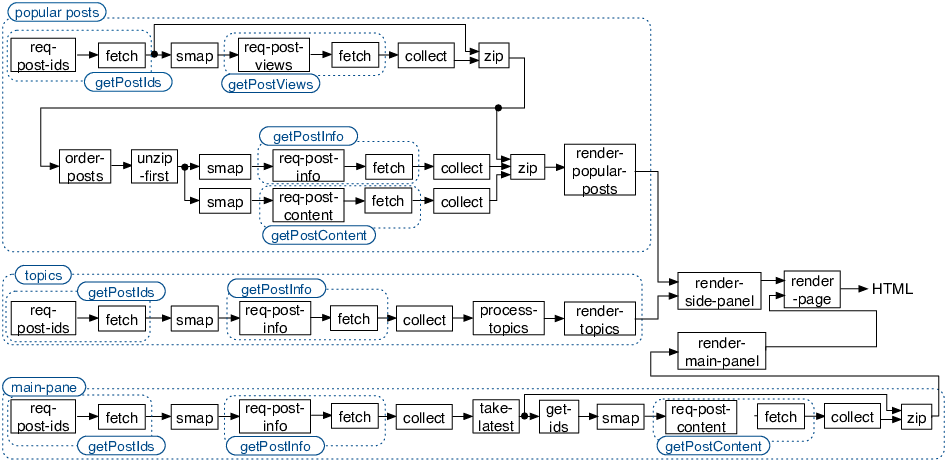 popular posts
req-
post-ids
fetch
smap
req-post-
views
fetch
collect
zip
getPostIds
getPostViews
getPostInfo
order-
posts
unzip
-first
smap
req-post-
info
fetch
collect
zip
render-
popular-
posts
smap
req-post-
content
fetch
collect
getPostContent
topics
getPostIds
getPostInfo
req-
post-ids
fetch
smap
req-post-
info
fetch
collect
process-
topics
render-
topics
render-
side-panel
render
-page
HTML
render-
main-panel
main-pane
req-
post-ids
fetch
smap
req-post-
info
fetch
collect
take-
latest
get-
ids
smap
req-post-
content
fetch
collect
zip
getPostIds
getPostInfo
getPostContent